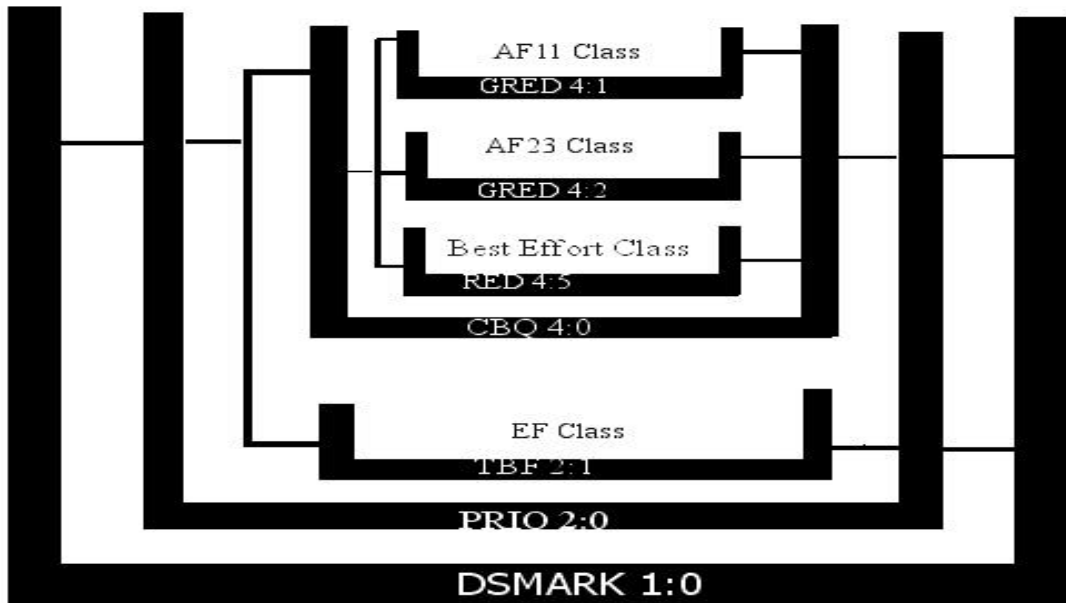 AF11 Class
GRED 4:1
AF23 Class
GRED 4:2
Best Effort Class
RED 4:5
CBQ 4:0
EF Class
TBF 2:1
PRIO 2:0
DSMARK 1:0